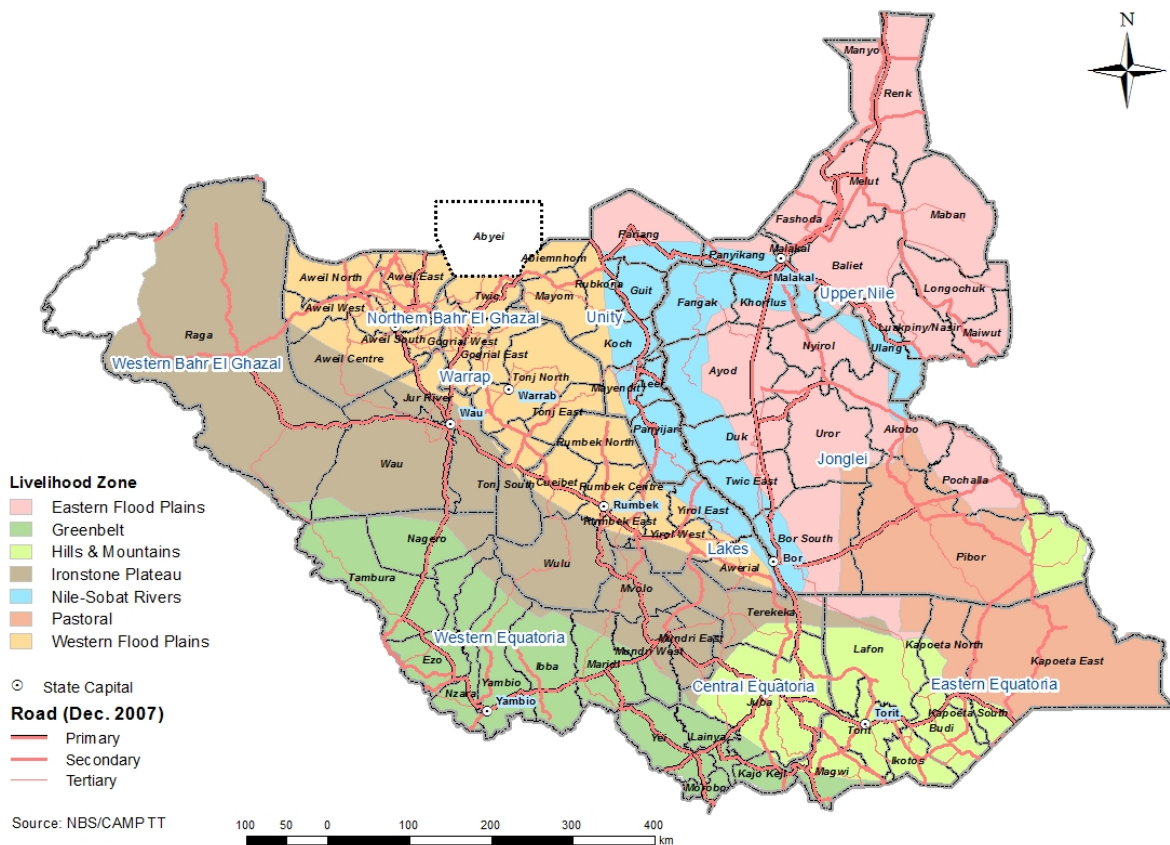 N
Manyo
Renk
Melut
Maban
Fashoda
Abyei
Malakal
Pariang
Panyikang
Abiemnhom
Baliet
Malakal
Aweil North
Aweil East
Rubkona
Guit
Longochuk
Twic
Mayom
Fangak
Khorflus
Upper Nile
Aweil West
Northern Bahr El Ghazal
Unity
Luakpiny/Nasir
Maiwut
Raga
Aweil South
Gogrial West
Koch
Nyirol
Ulang
Aweil Centre
Gogrial East
Western Bahr El Ghazal
Warrap
Tonj North
Mayendit
Leer
Ayod
Jur River
Warrab
Wau
Tonj East
Panyijar
Akobo
Rumbek North
Duk
Uror
Wau
Jonglei
Livelihood Zone
Tonj South
Cueibet
Rumbek Centre
Twic East
Pochalla
Eastern Flood Plains
Rumbek
Yirol East
Greenbelt
Rumbek East
Yirol West
Bor South
Hills & Mountains
Nagero
Lakes
Bor
Pibor
Ironstone Plateau
Tambura
Wulu
Awerial
Nile-Sobat Rivers
Mvolo
Terekeka
Pastoral
Western Equatoria
Mundri East
Western Flood Plains
Mundri West
Lafon
Kapoeta North
Ezo
Ibba
Maridi
Kapoeta East
State Capital
Nzara
Yambio
Central Equatoria
Eastern Equatoria
Road (Dec. 2007)
Yambio
Juba
Torit
Kapoeta South
Primary
Torit
Budi
Secondary
Yei
Lainya
Ikotos
Tertiary
Kajo Keji
Magwi
Morobo
Source: NBS/CAMP TT
100 50 0 100 200 300 400
km